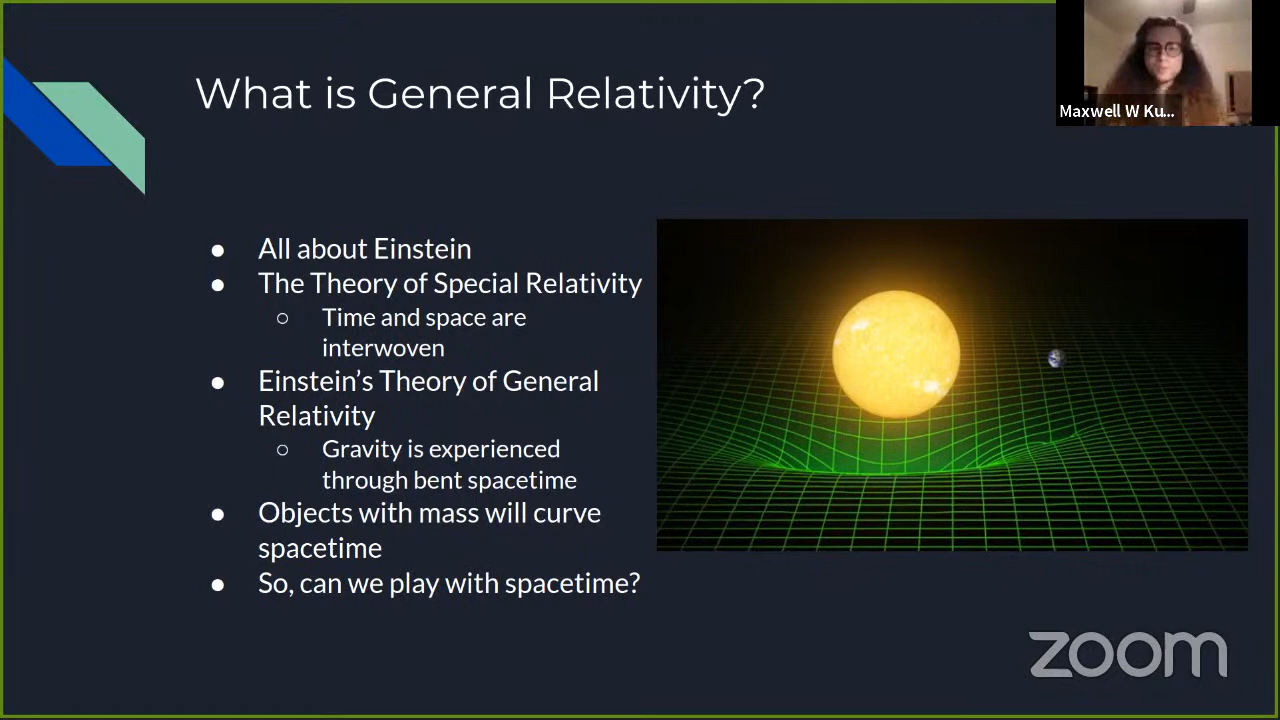 What is General Relativity?
Maxwell W Ku...
● All about Einstein
● The Theory of Special Relativity
○ Time and space are
interwoven
● Einstein’s Theory of General
Relativity
○ Gravity is experienced
through bent spacetime
● Objects with mass will curve
spacetime
● So, can we play with spacetime?
zoom